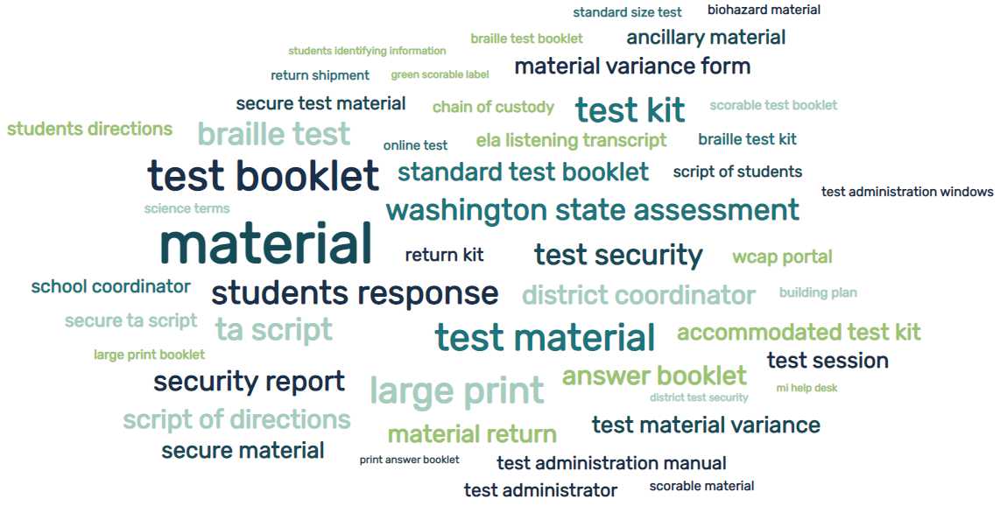 standard size test
biohazard material
braille test booklet
ancillary material
students identifying information
material variance form
return shipment
green scorable label
secure test material
chain of custody
test kit
scorable test booklet
students directions
braille test
online test
ela listening transcript
braille test kit
test booklet
standard test booklet
script of students
test administration windows
science terms
washington state assessment
material
return kit
test security
wcap portal
school coordinator
students response
district coordinator
building plan
secure ta script
ta script
test material
accommodated test kit
large print booklet
test session
security report
large print
answer booklet
mi help desk
district test security
script of directions
material return
test material variance
secure material
print answer booklet
test administration manual
test administrator
scorable material